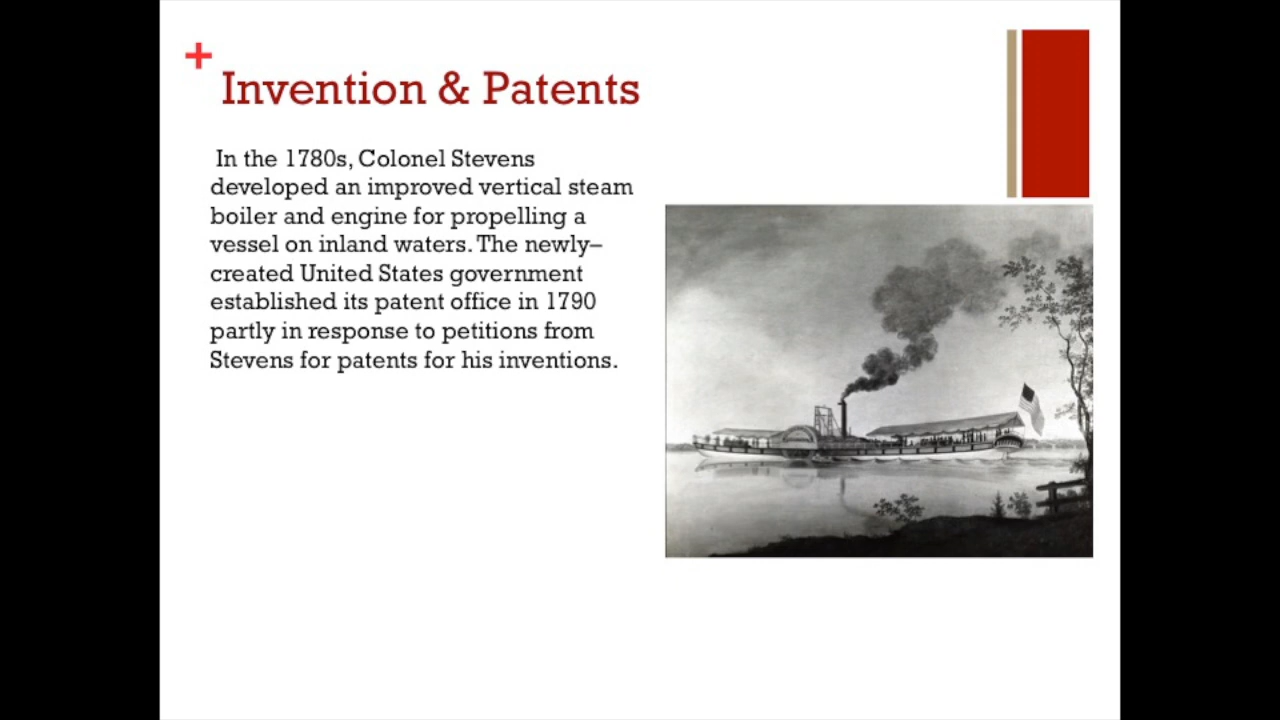 +
Invention & Patents
In the 1780s, Colonel Stevens
developed an improved vertical steam
boiler and engine for propelling a
vessel on inland waters. The newly–
created United States government
established its patent office in 1790
partly in response to petitions from
Stevens for patents for his inventions.